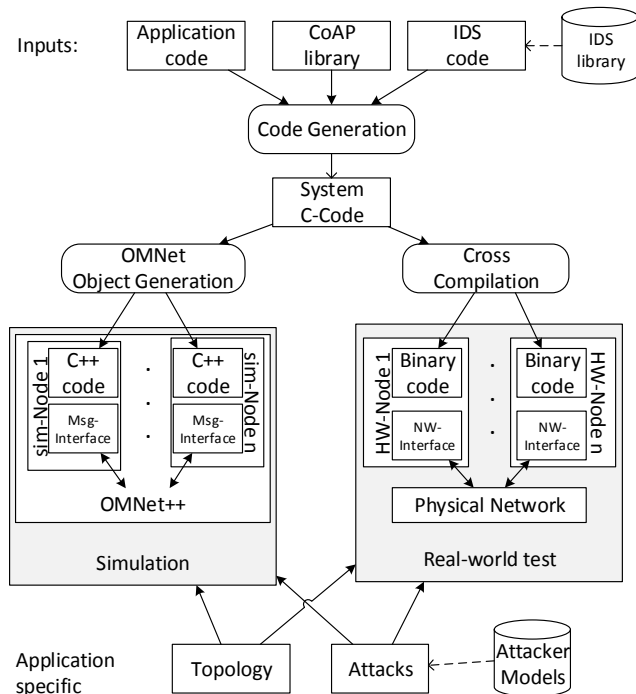 Inputs:
Application
code
CoAP
library
IDS
code
IDS
library
Code Generation
System
C-Code
OMNet
Object Generation
Cross
Compilation
sim-Node 1
C++
code
Msg-
Interface
.
.
.
C++
code
Msg-
Interface
sim-Node n
OMNet++
Simulation
HW-Node 1
Binary
code
NW-
Interface
.
.
.
Binary
code
NW-
Interface
HW-Node n
Physical Network
Real-world test
Application
specific
Topology
Attacks
Attacker
Models